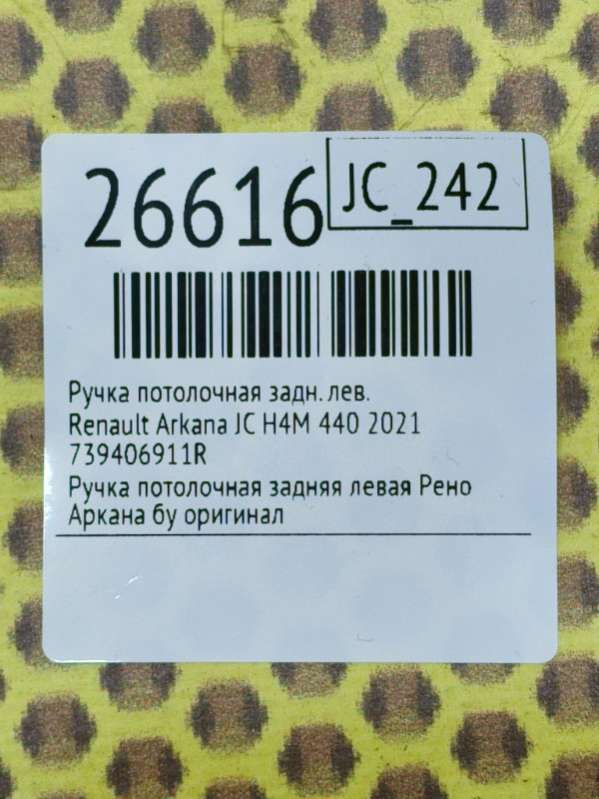 26616
JC_242
Ручка потолочная задн. лев.
Renault Arkana JC H4M 440 2021
739406911R
Ручка потолочная задняя левая Рено
Аркана бу оригинал